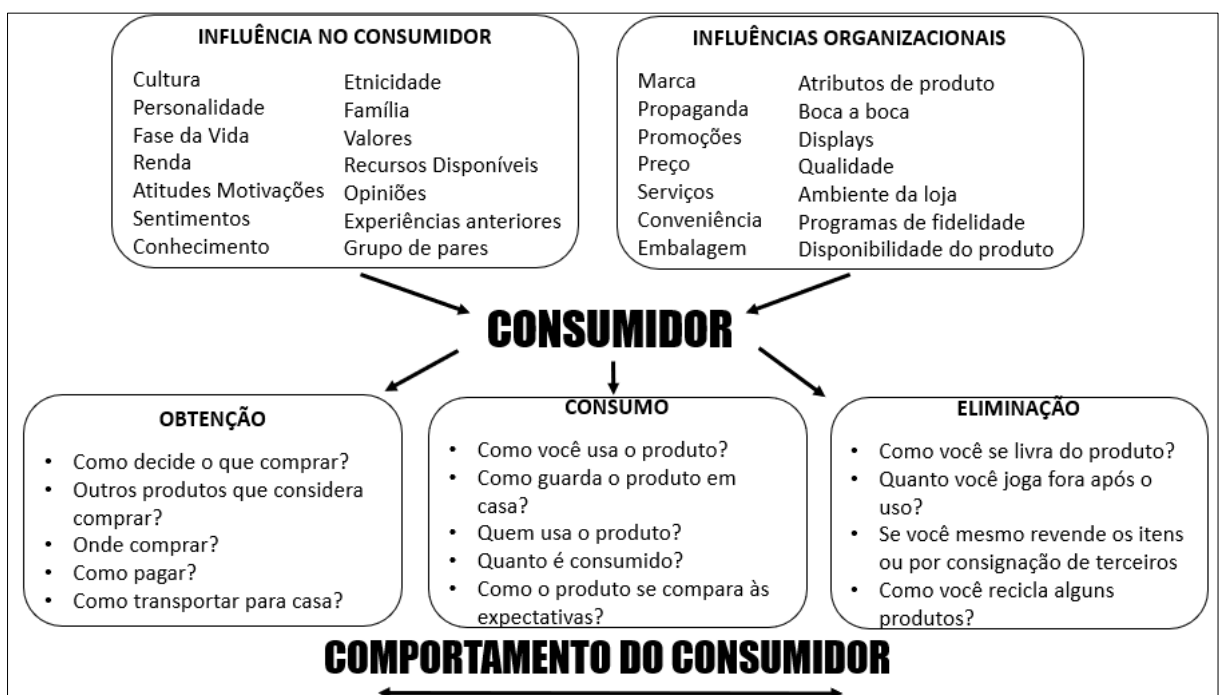 INFLUÊNCIA NO CONSUMIDOR
Cultura
Personalidade
Fase da Vida
Renda
Atitudes Motivações
Sentimentos
Conhecimento
Etnicidade
Família
Valores
Recursos Disponíveis
Opiniões
Experiências anteriores
Grupo de pares
INFLUÊNCIAS ORGANIZACIONAIS
Marca
Propaganda
Promoções
Preço
Serviços
Conveniência
Embalagem
Atributos de produto
Boca a boca
Displays
Qualidade
Ambiente da loja
Programas de fidelidade
Disponibilidade do produto
CONSUMIDOR
OBTENÇÃO
• Como decide o que comprar?
• Outros produtos que considera
comprar?
• Onde comprar?
• Como pagar?
• Como transportar para casa?
CONSUMO
• Como você usa o produto?
• Como guarda o produto em
casa?
• Quem usa o produto?
• Quanto é consumido?
• Como o produto se compara às
expectativas?
ELIMINAÇÃO
• Como você se livra do produto?
• Quanto você joga fora após o
uso?
• Se você mesmo revende os itens
ou por consignação de terceiros
• Como você recicla alguns
produtos?
COMPORTAMENTO DO CONSUMIDOR